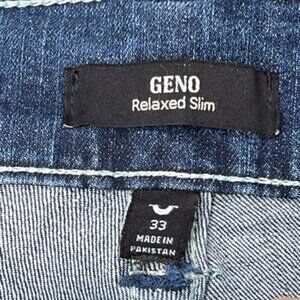 GENO
Relaxed Slim
33
MADE IN
PAKISTAN